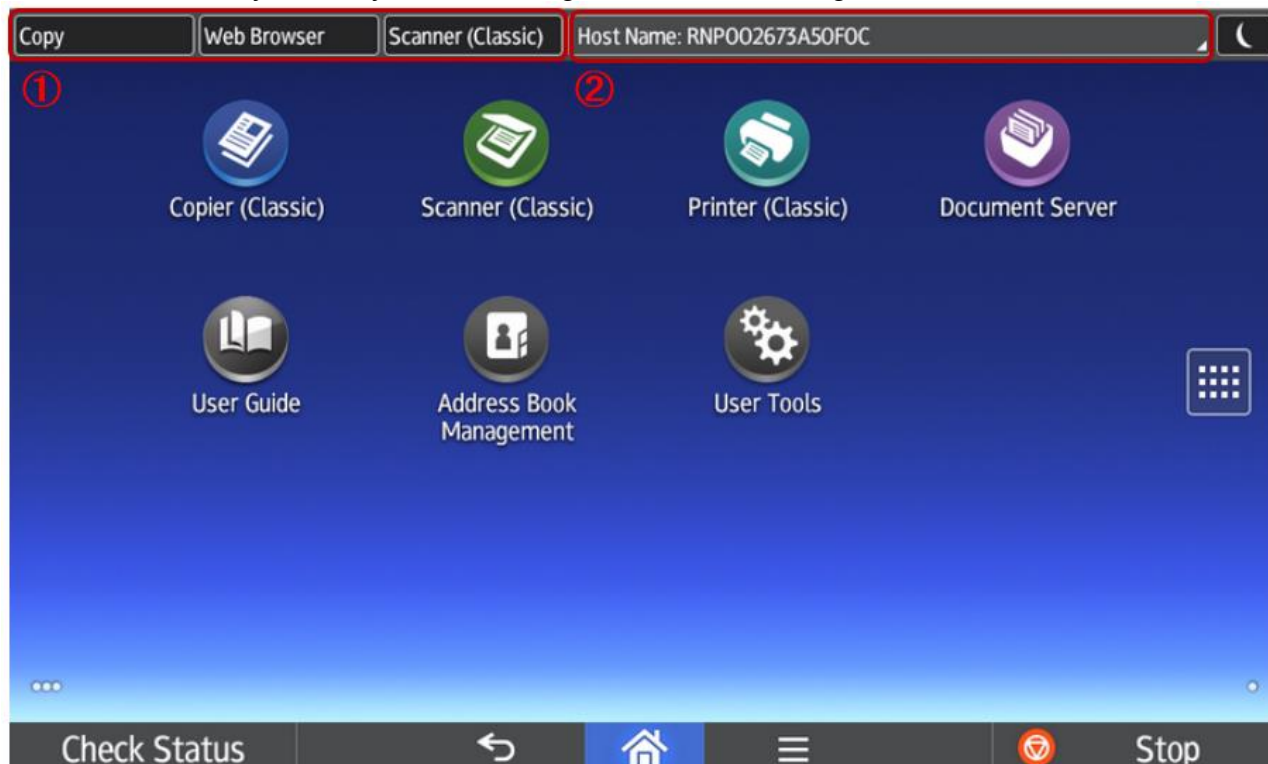 Copy Web Browser Scanner (Classic) Host Name: RNP002673A50F0C
① ②
Copier (Classic) Scanner (Classic) Printer (Classic) Document Server
User Guide Address Book Management User Tools
Check Status Stop